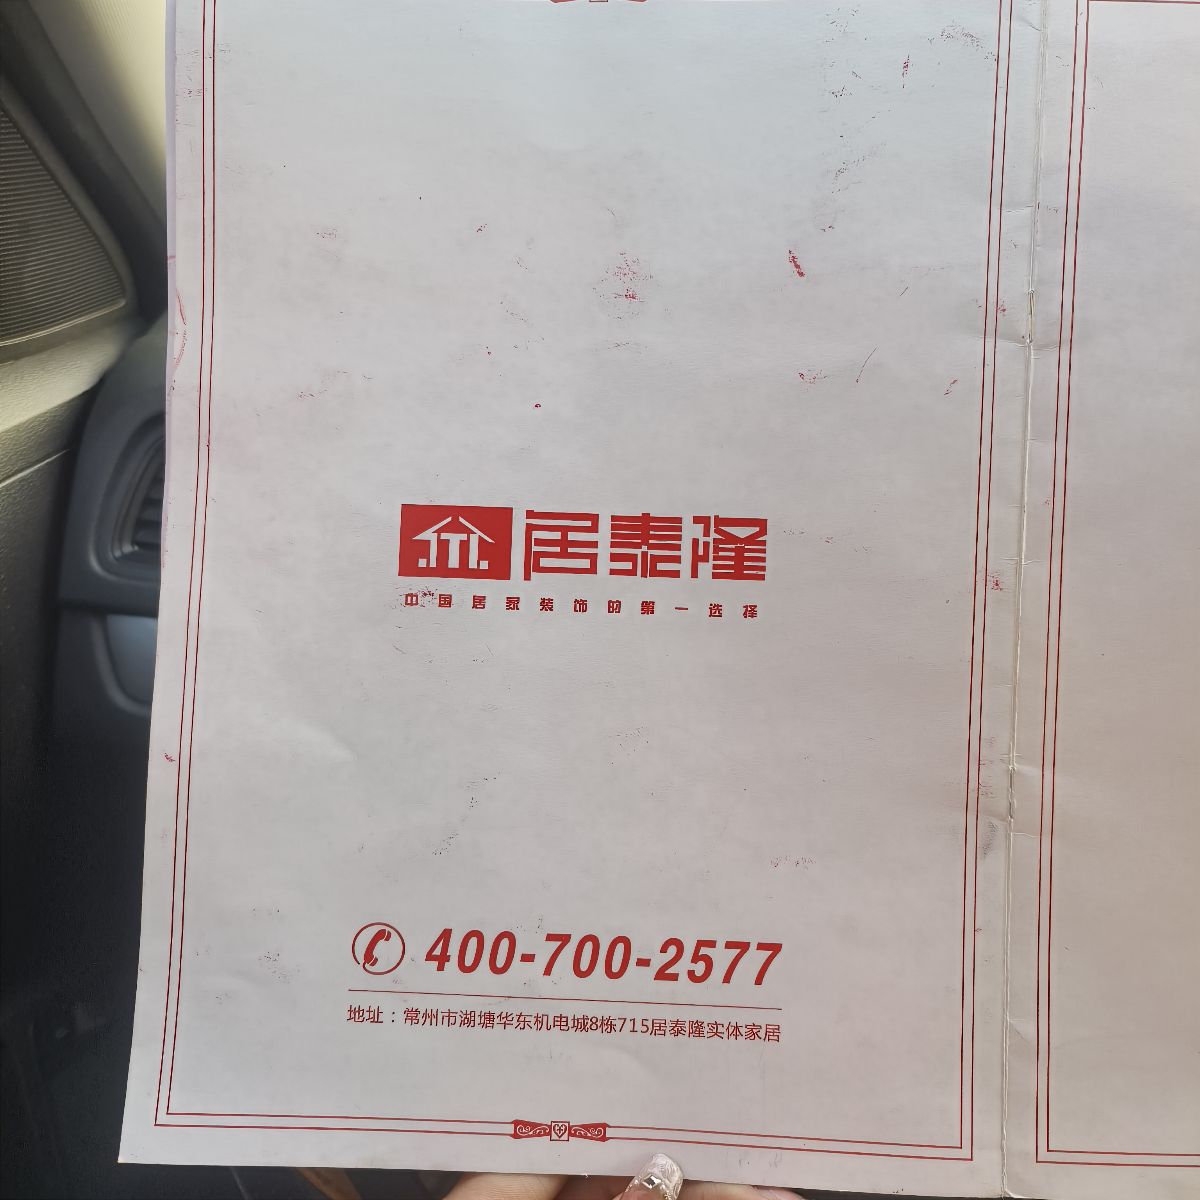 居泰隆
中国居家装饰的第一选择
400-700-2577
地址：常州市湖塘华东机电城8栋715居泰隆实体家居